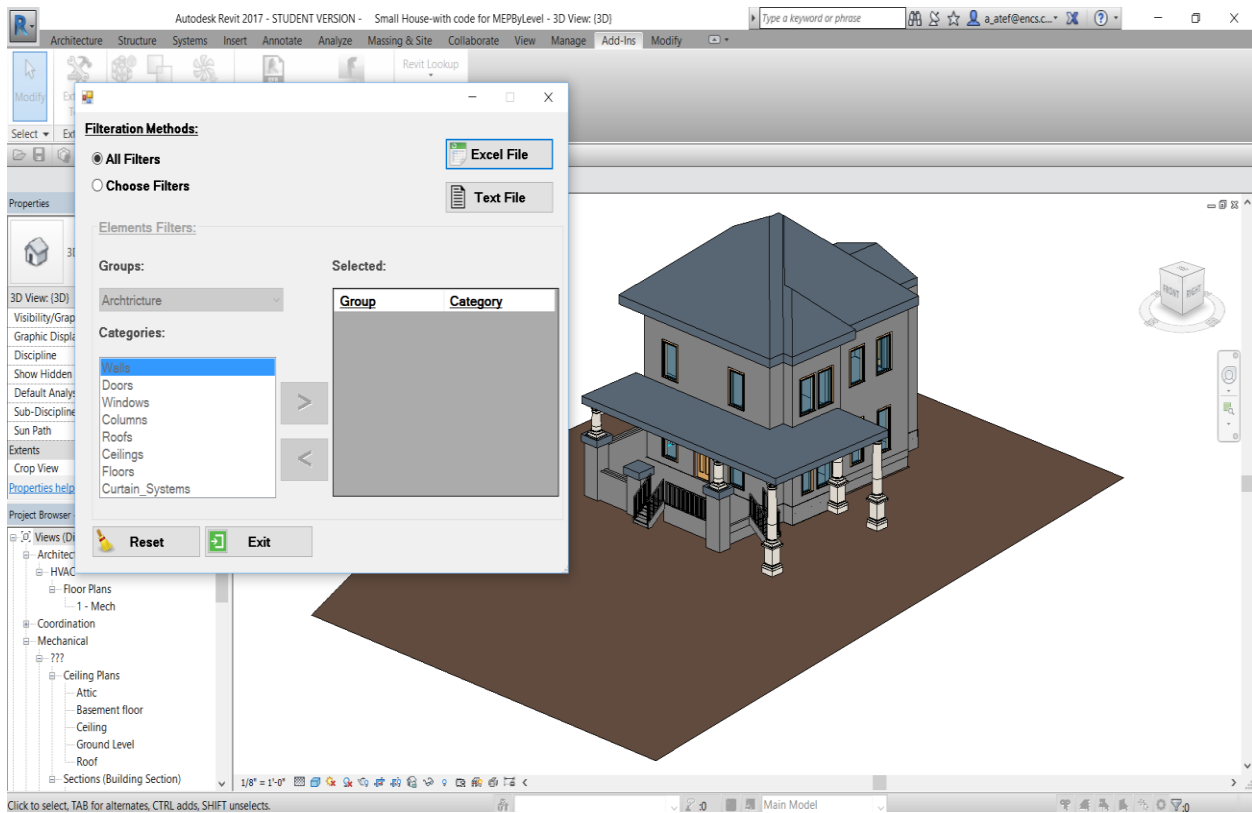 R
Autodesk Revit 2017 - STUDENT VERSION - Small House-with code for MEPByLevel - 3D View: {3D}
Type a keyword or phrase
a_atef@encs.c...
Architecture Structure Systems Insert Annotate Analyze Massing & Site Collaborate View Manage Add-Ins Modify
Revit Lookup
Modify
Select
Properties
3D View: {3D}
Visibility/Grap
Graphic Displa
Discipline
Show Hidden
Default Analys
Sub-Discipline
Sun Path
Extents
Crop View
Properties help
Filteration Methods:
All Filters
Choose Filters
Excel File
Text File
Elements Filters:
Groups:
Archtricture
Categories:
Walls
Doors
Windows
Columns
Roofs
Ceilings
Floors
Curtain_Systems
>
<
Selected:
Group Category
Reset
Exit
FRONT
Project Browser
Views (Di
Architec
HVAC
Floor Plans
1 - Mech
Coordination
Mechanical
???
Ceiling Plans
Attic
Basement floor
Ceiling
Ground Level
Roof
Sections (Building Section)
1/8" = 1'-0"
Click to select, TAB for alternates, CTRL adds, SHIFT unselects.
:0
Main Model
:0